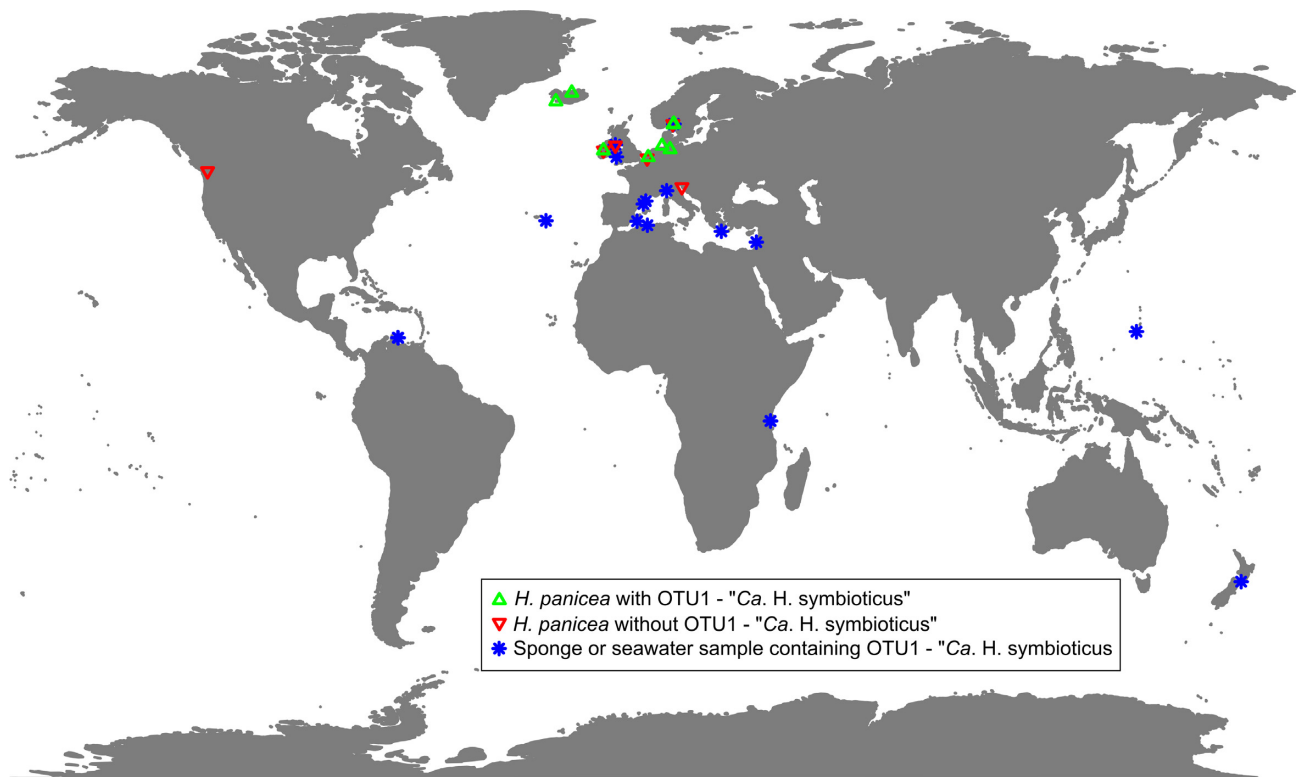 H. panicea with OTU1 - "Ca. H. symbioticus"
H. panicea without OTU1 - "Ca. H. symbioticus"
Sponge or seawater sample containing OTU1 - "Ca. H. symbioticus